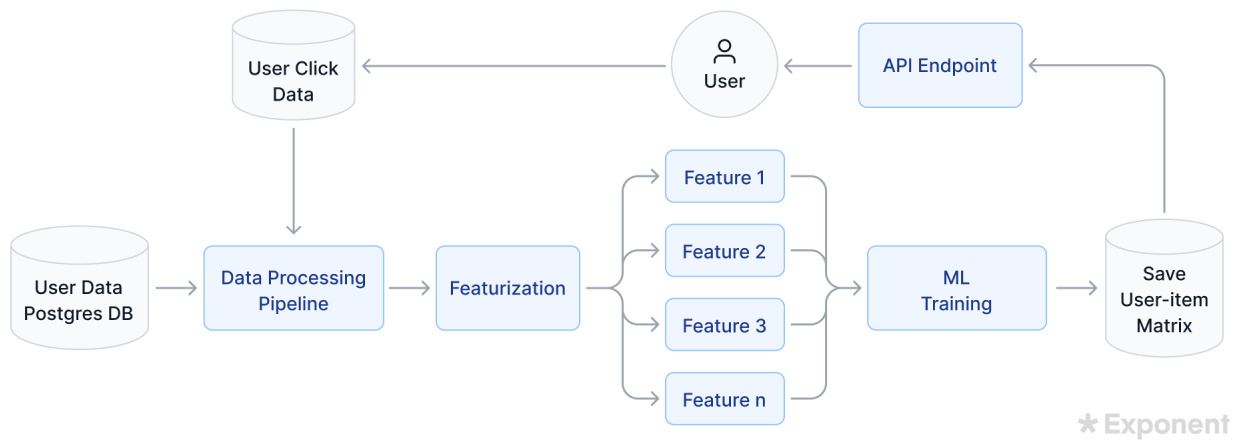 User Click
Data
User
API Endpoint
User Data
Postgres DB
Data Processing
Pipeline
Featurization
Feature 1
Feature 2
Feature 3
Feature n
ML
Training
Save
User-item
Matrix
Exponent